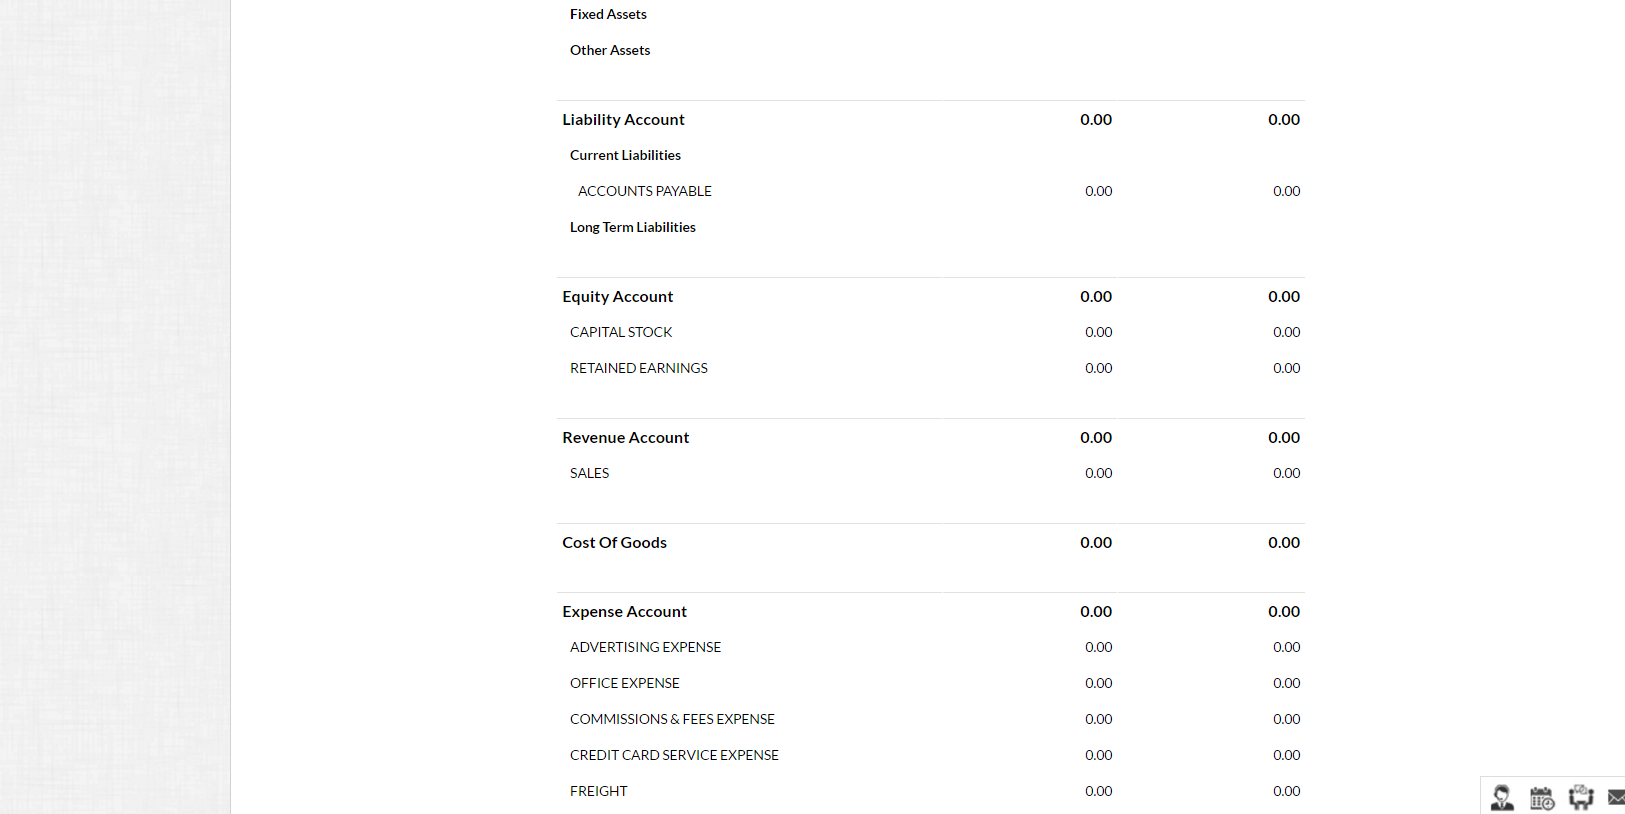 Fixed Assets
Other Assets
Liability Account 0.00 0.00
Current Liabilities
ACCOUNTS PAYABLE 0.00 0.00
Long Term Liabilities
Equity Account 0.00 0.00
CAPITAL STOCK 0.00 0.00
RETAINED EARNINGS 0.00 0.00
Revenue Account 0.00 0.00
SALES 0.00 0.00
Cost Of Goods 0.00 0.00
Expense Account 0.00 0.00
ADVERTISING EXPENSE 0.00 0.00
OFFICE EXPENSE 0.00 0.00
COMMISSIONS & FEES EXPENSE 0.00 0.00
CREDIT CARD SERVICE EXPENSE 0.00 0.00
FREIGHT 0.00 0.00